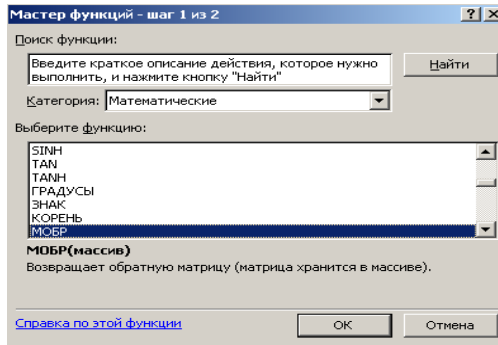 Мастер функций - шаг 1 из 2
Поиск функции:
Введите краткое описание действия, которое нужно
выполнить, и нажмите кнопку "Найти"
Найти
Категория: Математические
Выберите функцию:
SINH
TAN
TANH
ГРАДУСЫ
ЗНАК
КОРЕНЬ
МОБР
МОБР(массив)
Возвращает обратную матрицу (матрица хранится в массиве).
Справка по этой функции
ОК
Отмена